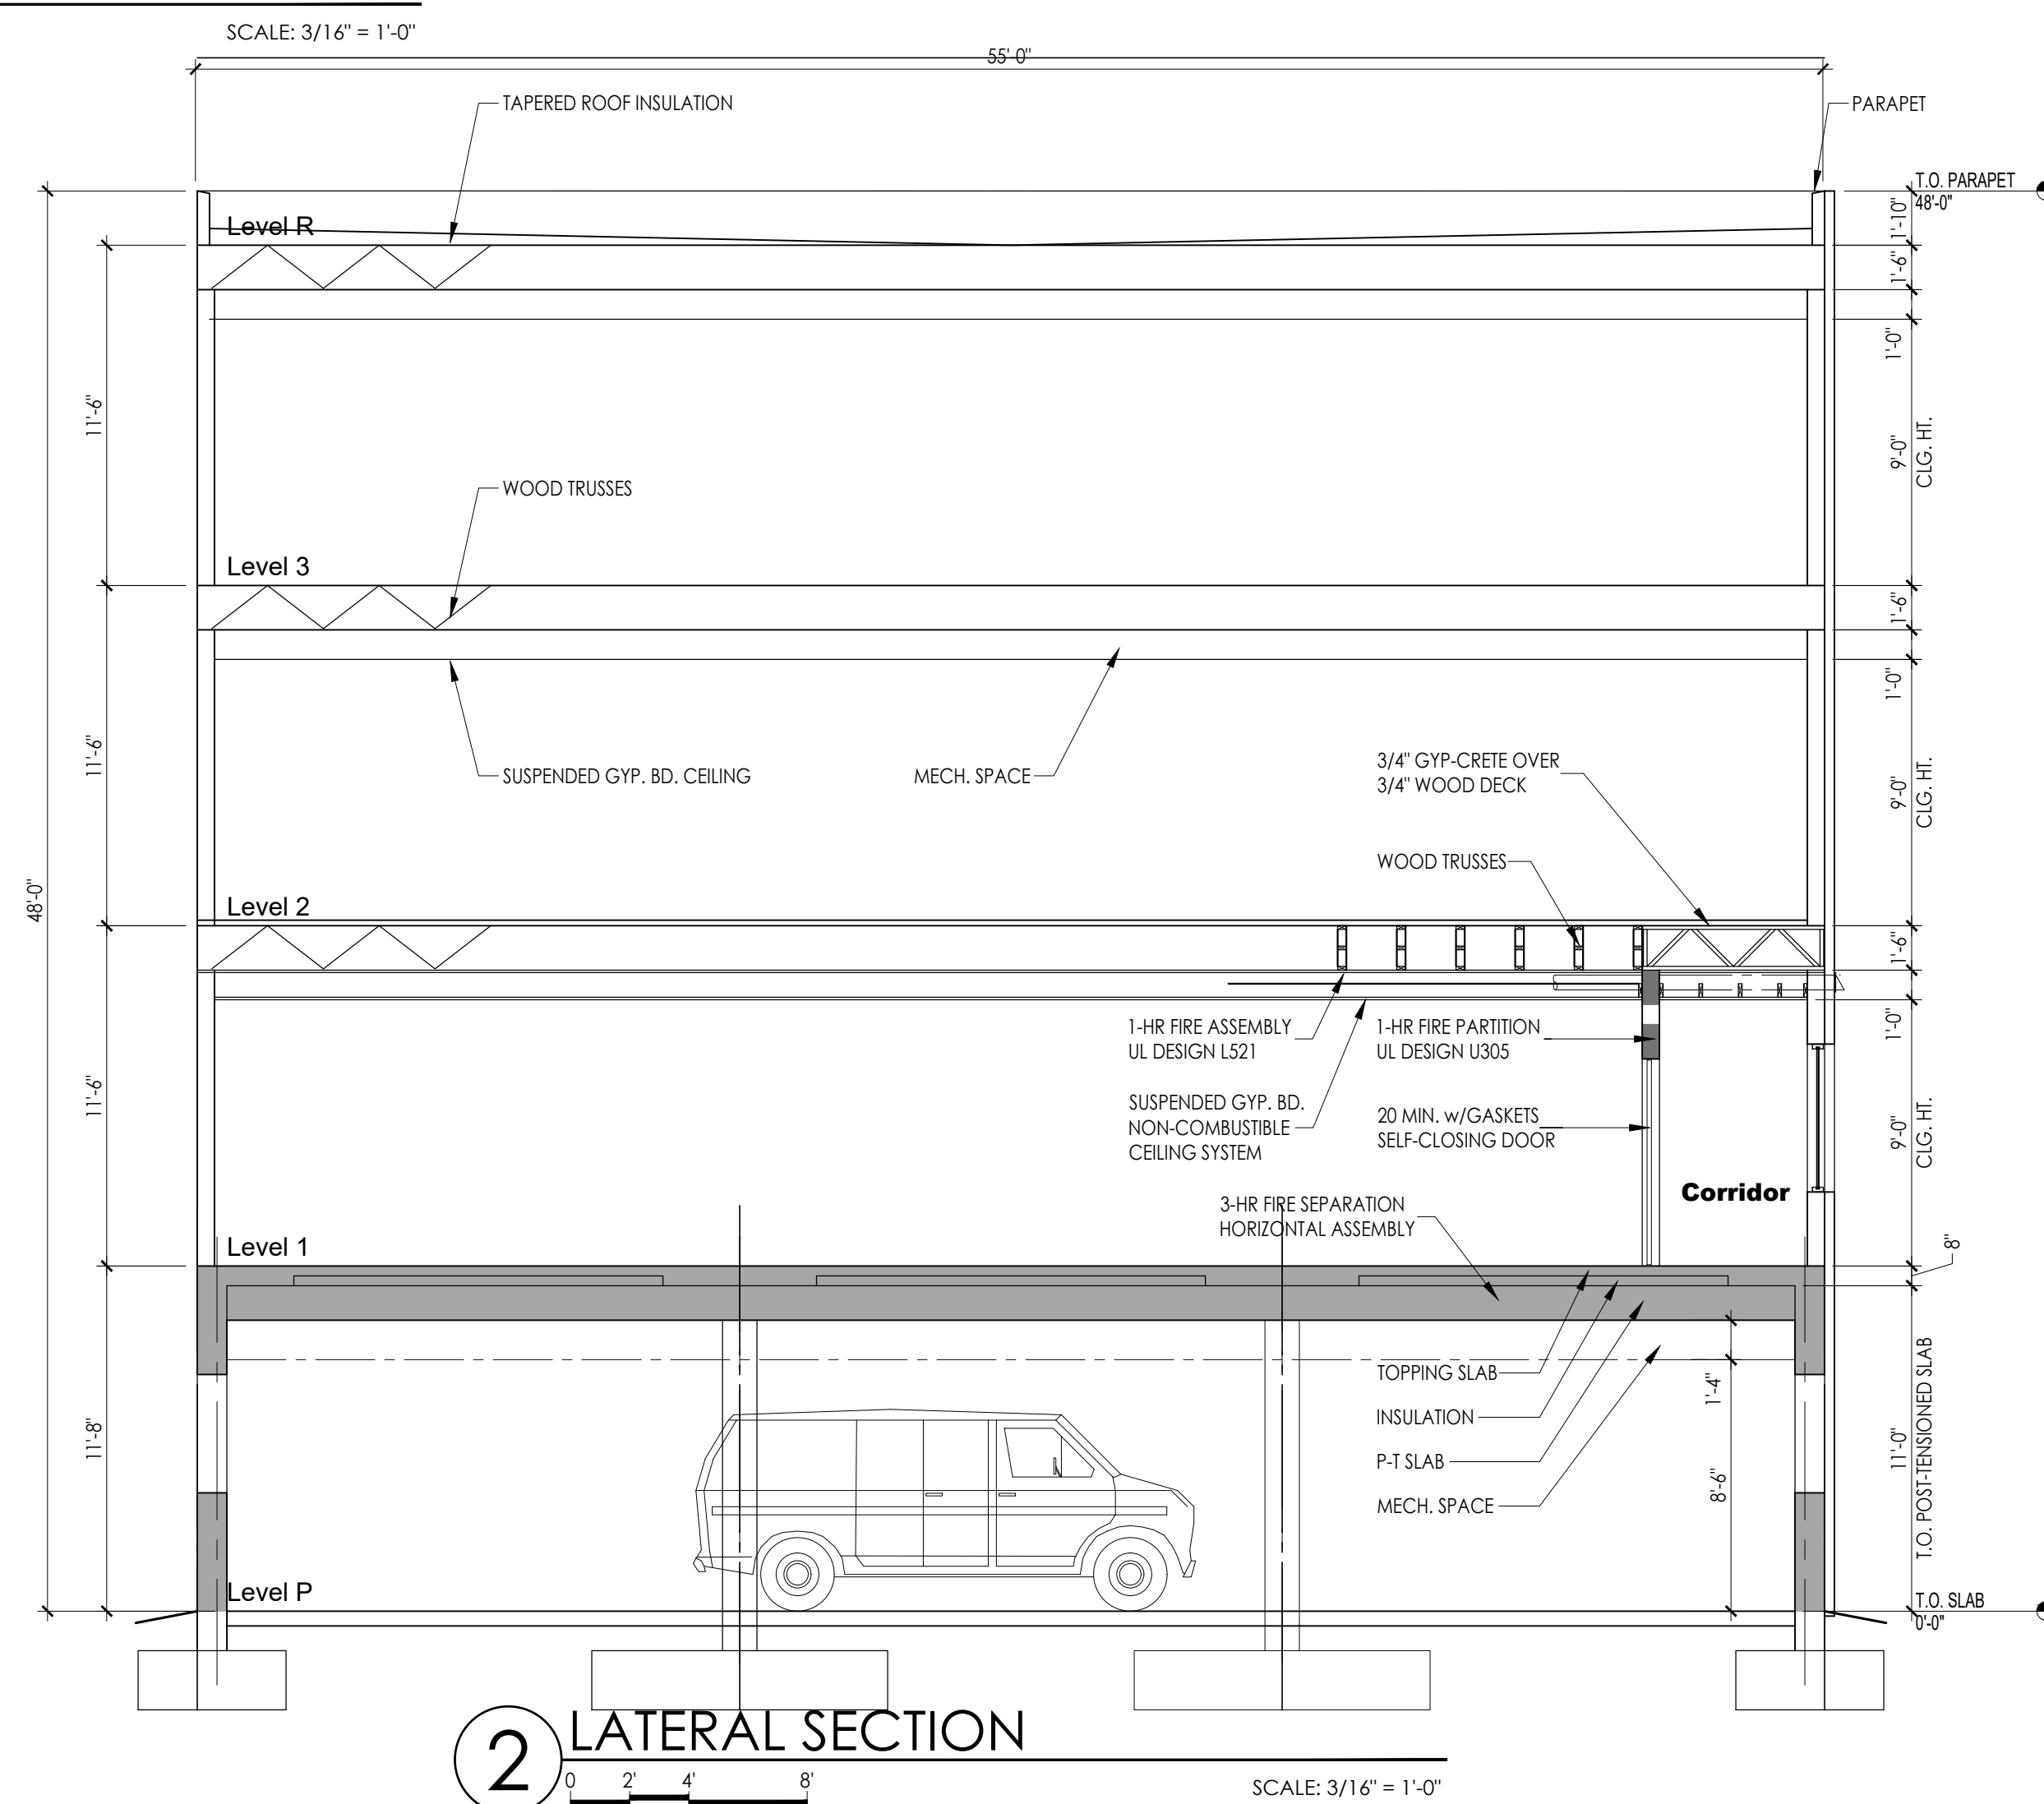 SCALE: 3/16" = 1'-0"
55'-0"
TAPERED ROOF INSULATION
PARAPET
T.O. PARAPET
48'-0"
1'-10"
Level R
1'-6"
1'-0"
11'-6"
9'-0"
CLG. HT.
WOOD TRUSSES
Level 3
1'-6"
1'-0"
11'-6"
SUSPENDED GYP. BD. CEILING
MECH. SPACE
3/4" GYP-CRETE OVER
3/4" WOOD DECK
9'-0"
CLG. HT.
WOOD TRUSSES
48'-0"
Level 2
1'-6"
1'-0"
1-HR FIRE ASSEMBLY
UL DESIGN L521
1-HR FIRE PARTITION
UL DESIGN U305
11'-6"
SUSPENDED GYP. BD.
NON-COMBUSTIBLE
CEILING SYSTEM
20 MIN. w/GASKETS
SELF-CLOSING DOOR
9'-0"
CLG. HT.
Corridor
3-HR FIRE SEPARATION
HORIZONTAL ASSEMBLY
Level 1
8"
TOPPING SLAB
1'-4"
INSULATION
11'-8"
P-T SLAB
8'-6"
11'-0"
T.O. POST-TENSIONED SLAB
MECH. SPACE
Level P
T.O. SLAB
0'-0"
2
LATERAL SECTION
0 2' 4' 8'
SCALE: 3/16" = 1'-0"